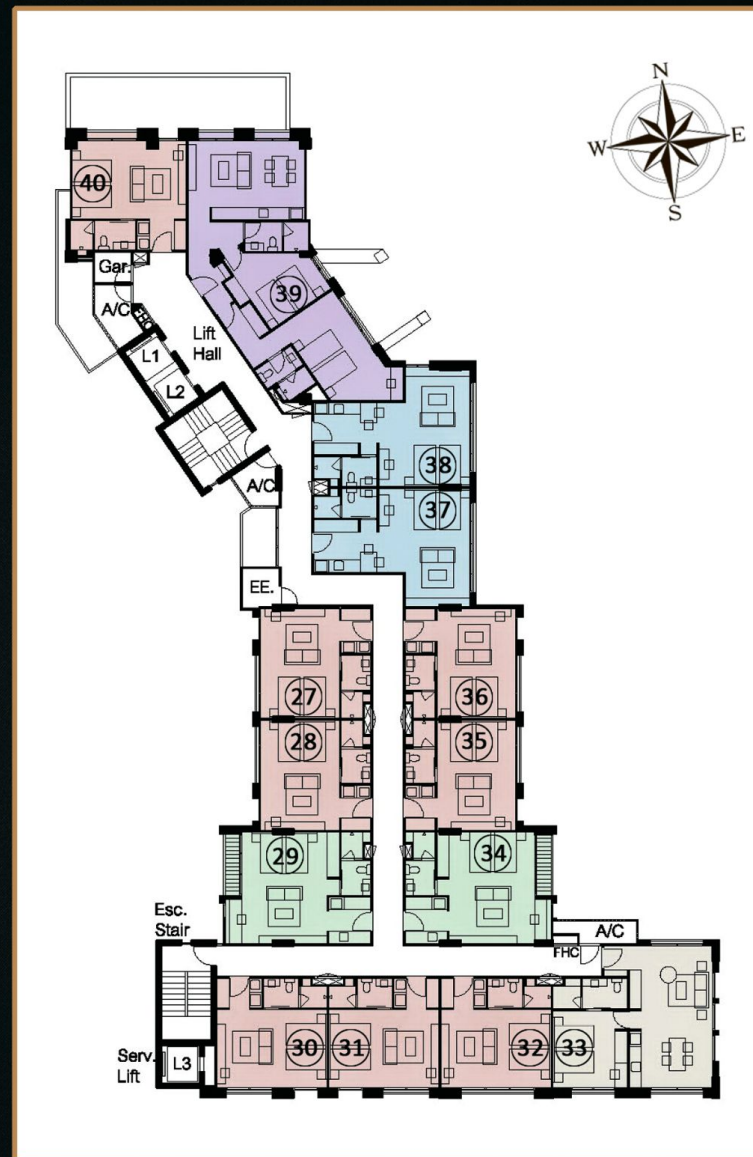 N
W E
S
40
Gar.
39
A/C
Lift
Hall
L1
L2
38
A/C
37
EE.
27
36
28
35
29
34
Esc.
Stair
A/C
FHC
30
31
32
33
Serv.
Lift
L3